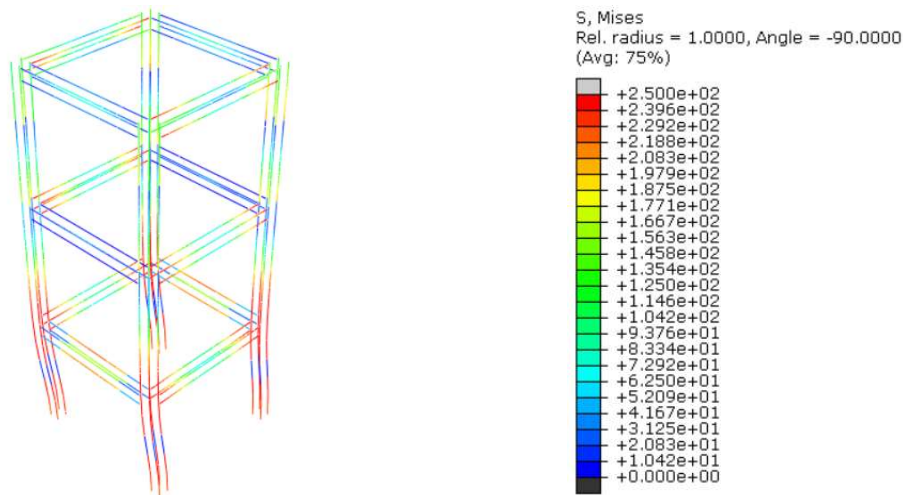 S, Mises
Rel. radius = 1.0000, Angle = -90.0000
(Avg: 75%)
+2.500e+02
+2.396e+02
+2.292e+02
+2.188e+02
+2.083e+02
+1.979e+02
+1.875e+02
+1.771e+02
+1.667e+02
+1.563e+02
+1.458e+02
+1.354e+02
+1.250e+02
+1.146e+02
+1.042e+02
+9.376e+01
+8.334e+01
+7.292e+01
+6.250e+01
+5.209e+01
+4.167e+01
+3.125e+01
+2.083e+01
+1.042e+01
+0.000e+00